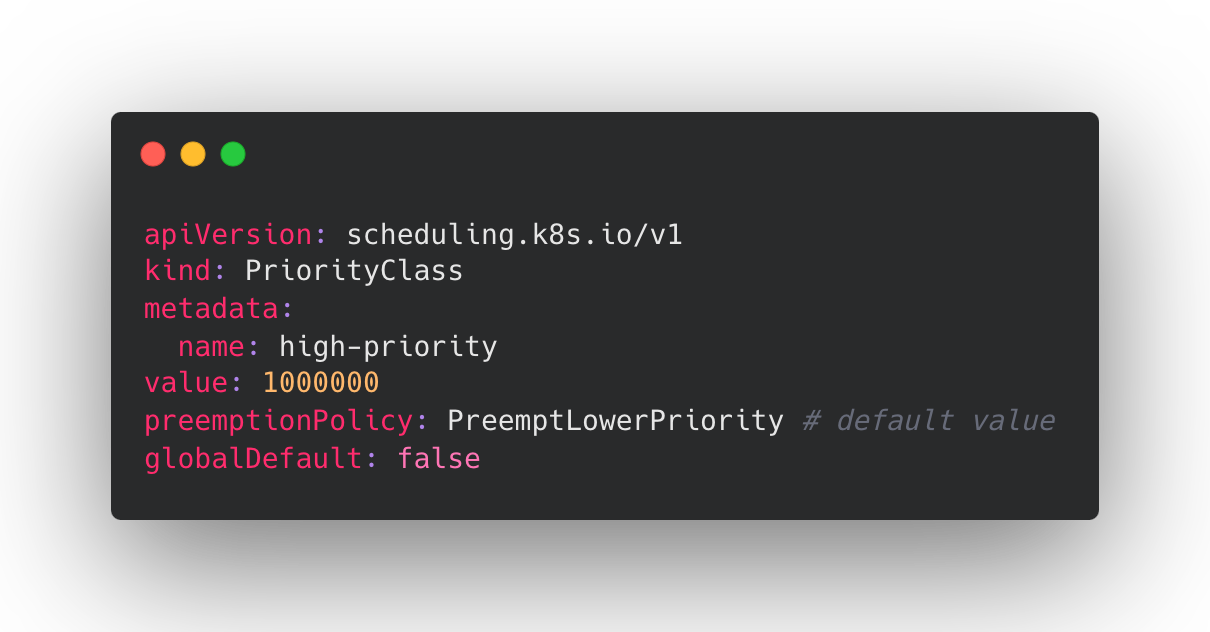 apiVersion: scheduling.k8s.io/v1
kind: PriorityClass
metadata:
  name: high-priority
value: 1000000
preemptionPolicy: PreemptLowerPriority # default value
globalDefault: false